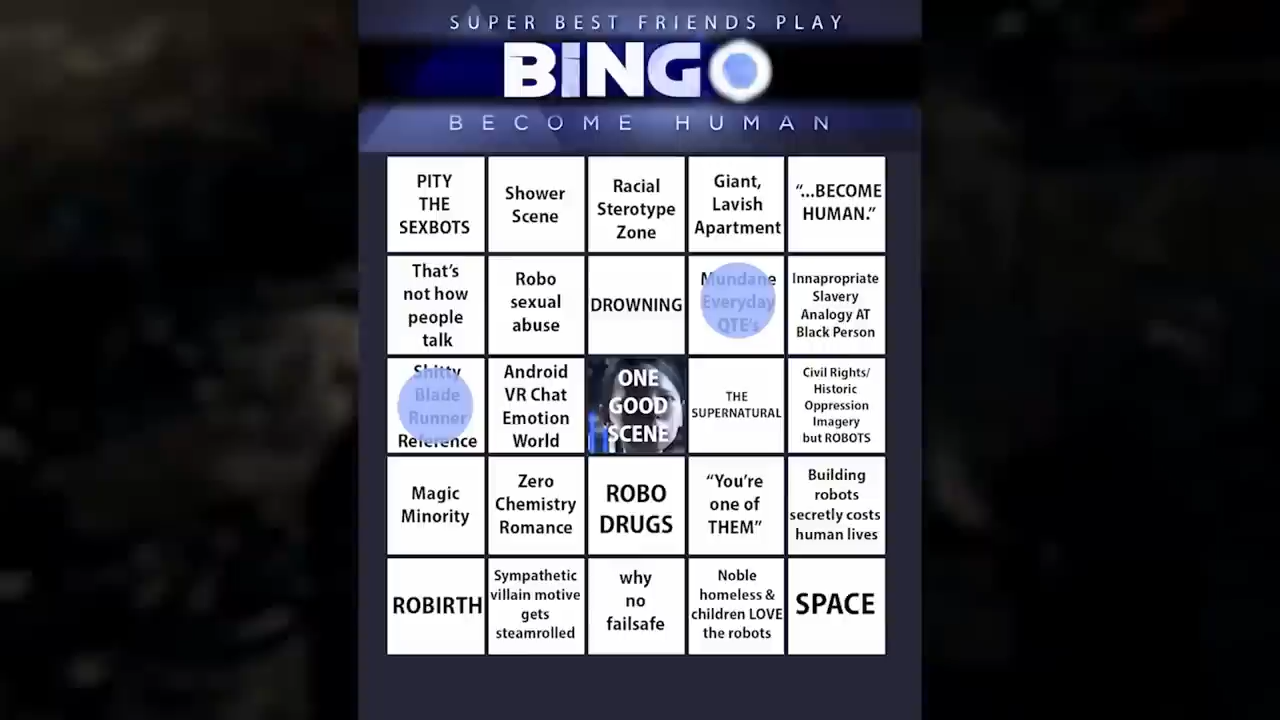 SUPER BEST FRIENDS PLAY
BINGO
BECOME HUMAN
PITY
THE
SEXBOTS
Shower
Scene
Racial
Sterotype
Zone
Giant,
Lavish
Apartment
“...BECOME
HUMAN.”
That’s
not how
people
talk
Robo
sexual
abuse
DROWNING
Mundane
Everyday
QTE's
Innapropriate
Slavery
Analogy AT
Black Person
Shitty
Blade
Runner
Reference
Android
VR Chat
Emotion
World
ONE
GOOD
SCENE
THE
SUPERNATURAL
Civil Rights/
Historic
Oppression
Imagery
but ROBOTS
Magic
Minority
Zero
Chemistry
Romance
ROBO
DRUGS
“You’re
one of
THEM”
Building
robots
secretly costs
human lives
ROBIRTH
Sympathetic
villain motive
gets
steamrolled
why
no
failsafe
Noble
homeless &
children LOVE
the robots
SPACE